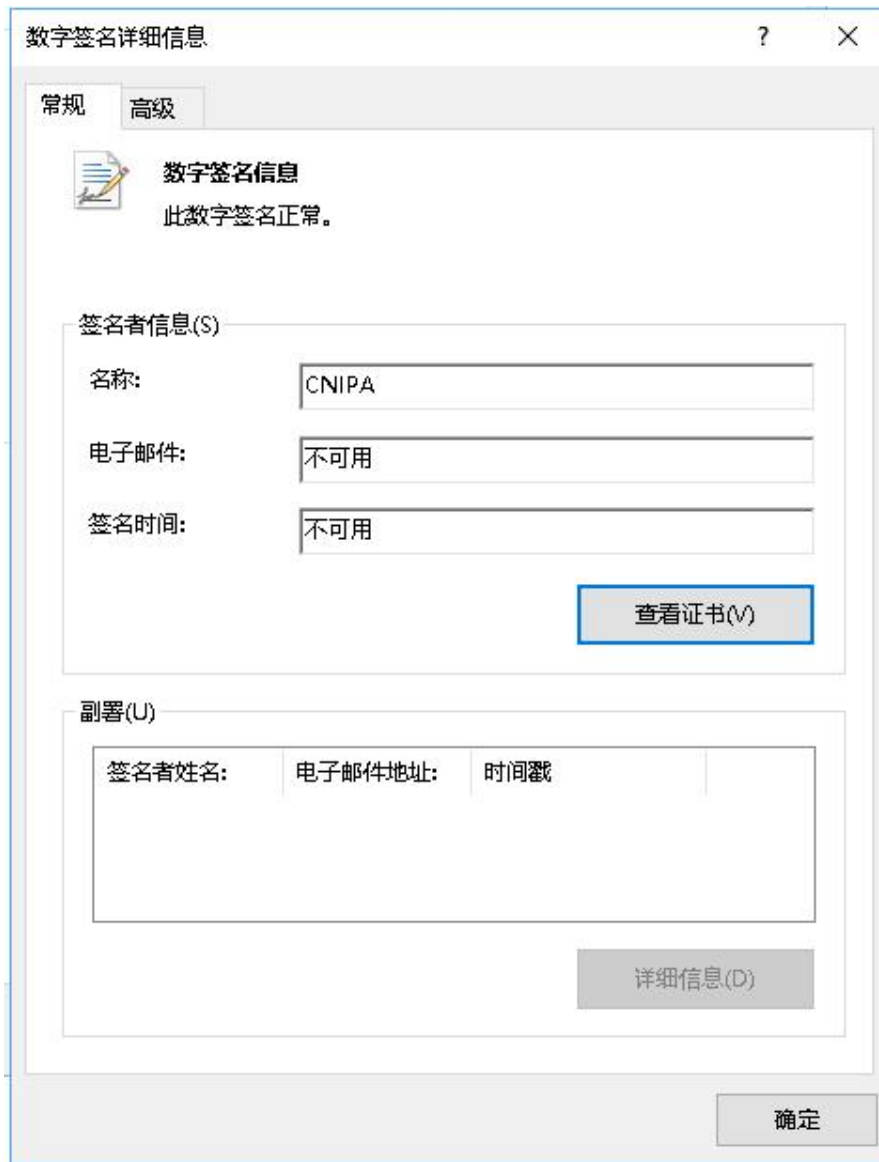 数字签名详细信息
常规 高级
数字签名信息
此数字签名正常。
签名者信息(S)
名称: CNIPA
电子邮件: 不可用
签名时间: 不可用
查看证书(V)
副署(U)
签名者姓名: 电子邮件地址: 时间戳
详细信息(D)
确定